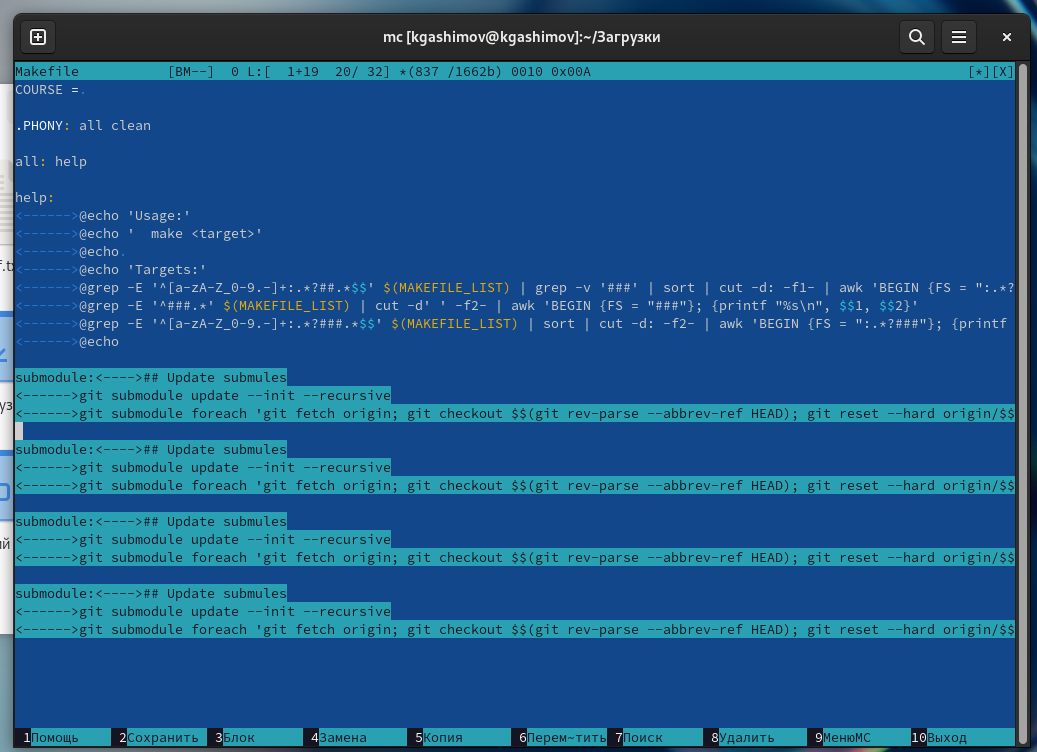 mc [kgashimov@kgashimov]:~/Загрузки
Makefile [BM--] 0 L:[ 1+19 20/ 32] *(837 /1662b) 0010 0x00A [*][X]
COURSE =.
.PHONY: all clean
all: help
help:
<------>@echo 'Usage:'
<------>@echo ' make <target>'
<------>@echo.
<------>@echo 'Targets:'
<------>@grep -E '^[a-zA-Z_0-9.-]+:.*?##.*$$' $(MAKEFILE_LIST) | grep -v '###' | sort | cut -d: -f1- | awk 'BEGIN {FS = ":.*?
<------>@grep -E '^###.*' $(MAKEFILE_LIST) | cut -d' ' -f2- | awk 'BEGIN {FS = "###"}; {printf "%s\n", $$1, $$2}'
<------>@grep -E '^[a-zA-Z_0-9.-]+:.*?###.*$$' $(MAKEFILE_LIST) | sort | cut -d: -f2- | awk 'BEGIN {FS = ":.*?###"}; {printf
<------>@echo
submodule:<---->## Update submules
<------>git submodule update --init --recursive
<------>git submodule foreach 'git fetch origin; git checkout $$(git rev-parse --abbrev-ref HEAD); git reset --hard origin/$$
submodule:<---->## Update submules
<------>git submodule update --init --recursive
<------>git submodule foreach 'git fetch origin; git checkout $$(git rev-parse --abbrev-ref HEAD); git reset --hard origin/$$
submodule:<---->## Update submules
<------>git submodule update --init --recursive
<------>git submodule foreach 'git fetch origin; git checkout $$(git rev-parse --abbrev-ref HEAD); git reset --hard origin/$$
submodule:<---->## Update submules
<------>git submodule update --init --recursive
<------>git submodule foreach 'git fetch origin; git checkout $$(git rev-parse --abbrev-ref HEAD); git reset --hard origin/$$
1Помощь 2Сохранить 3Блок 4Замена 5Копия 6Перем~тить 7Поиск 8Удалить 9МенюMC 10Выход